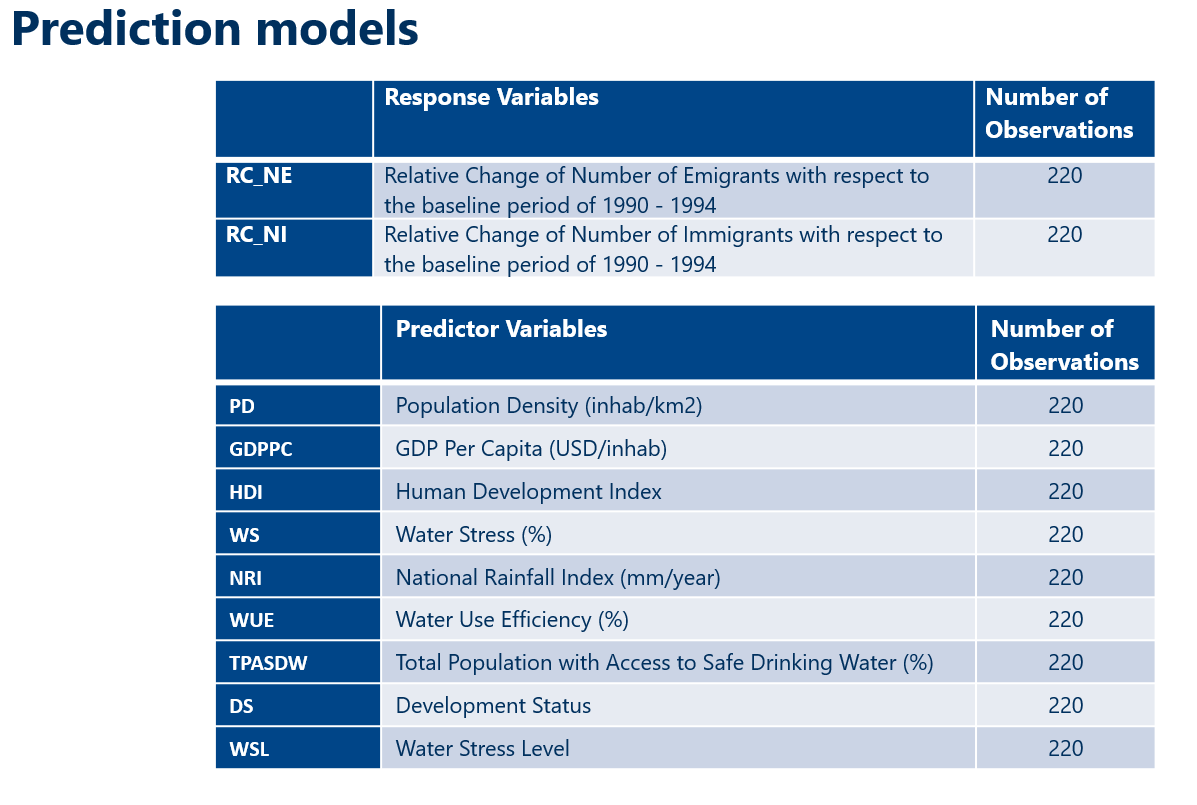 Prediction models
Response Variables
Number of
Observations
RC_NE
Relative Change of Number of Emigrants with respect to
the baseline period of 1990 - 1994
220
RC_NI
Relative Change of Number of Immigrants with respect to
the baseline period of 1990 - 1994
220
Predictor Variables
Number of
Observations
PD
Population Density (inhab/km2)
220
GDPPC
GDP Per Capita (USD/inhab)
220
HDI
Human Development Index
220
WS
Water Stress (%)
220
NRI
National Rainfall Index (mm/year)
220
WUE
Water Use Efficiency (%)
220
TPASDW
Total Population with Access to Safe Drinking Water (%)
220
DS
Development Status
220
WSL
Water Stress Level
220